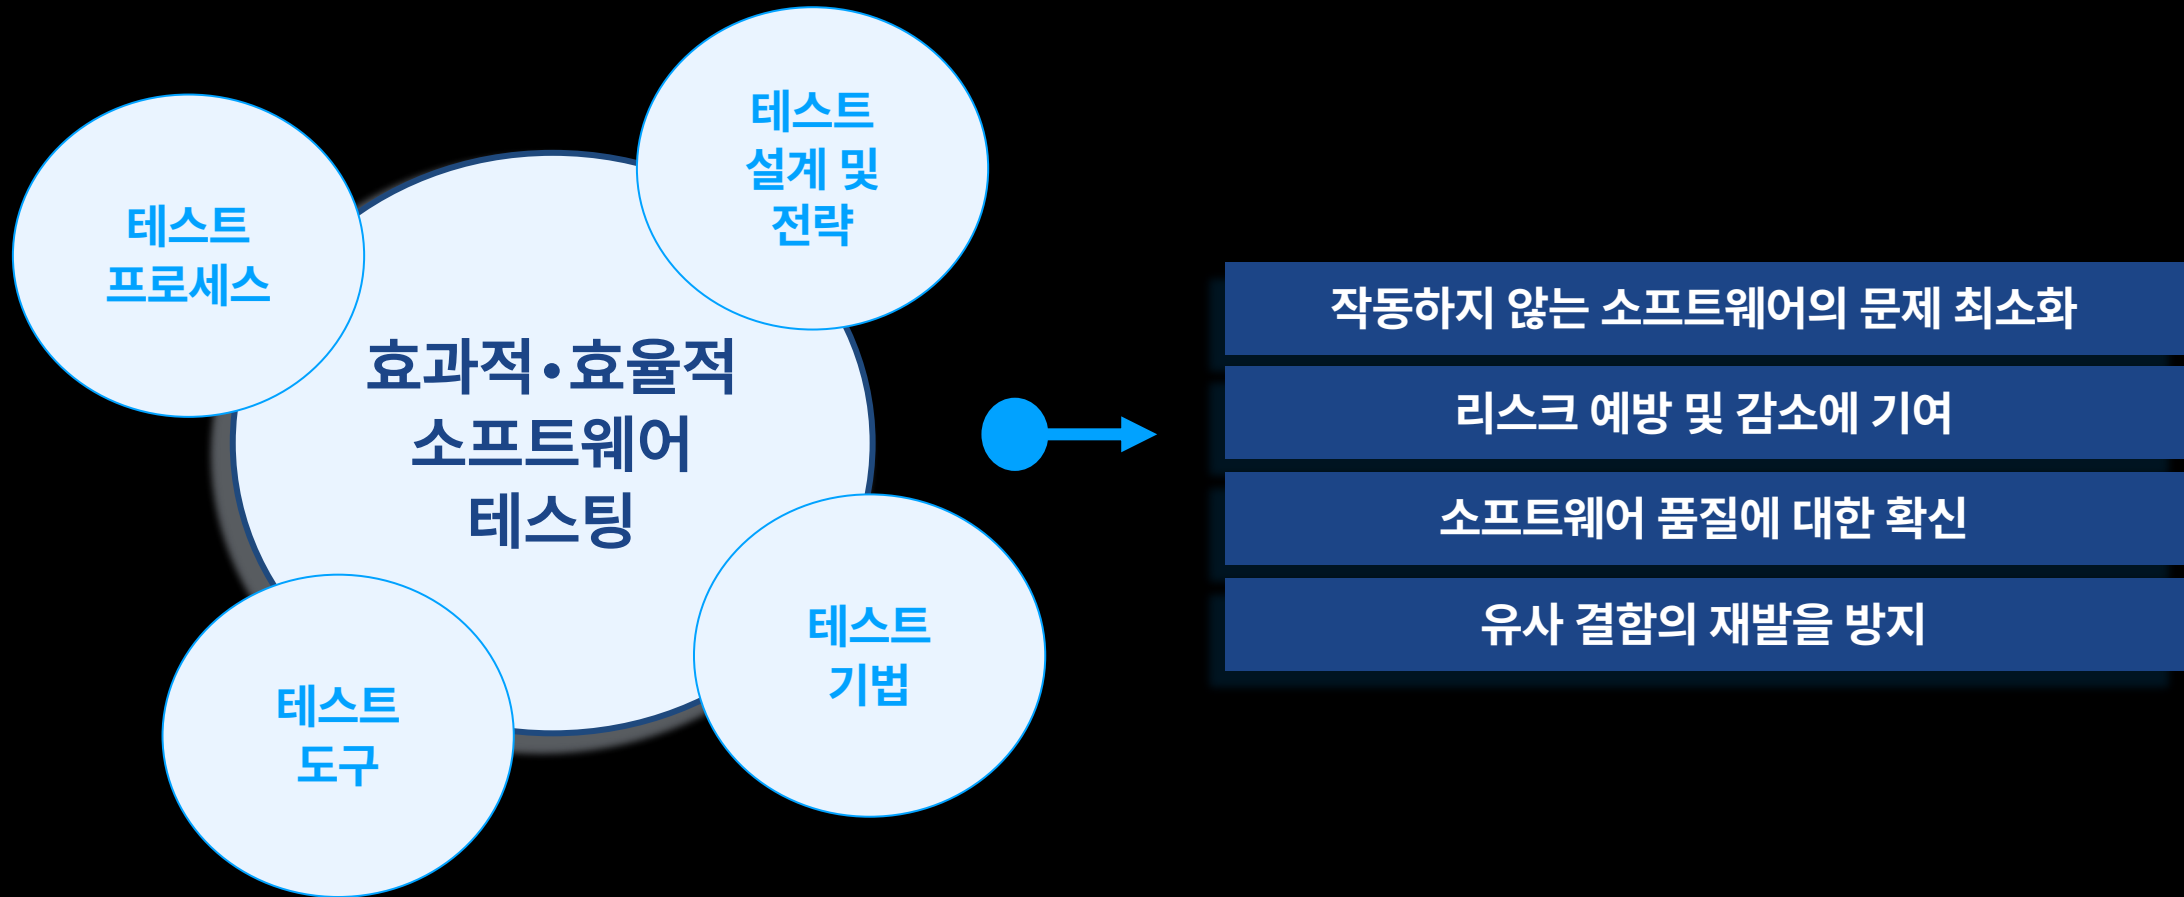 테스트
프로세스
테스트
설계 및
전략
효과적•효율적
소프트웨어
테스팅
테스트
도구
테스트
기법
작동하지 않는 소프트웨어의 문제 최소화
리스크 예방 및 감소에 기여
소프트웨어 품질에 대한 확신
유사 결함의 재발을 방지